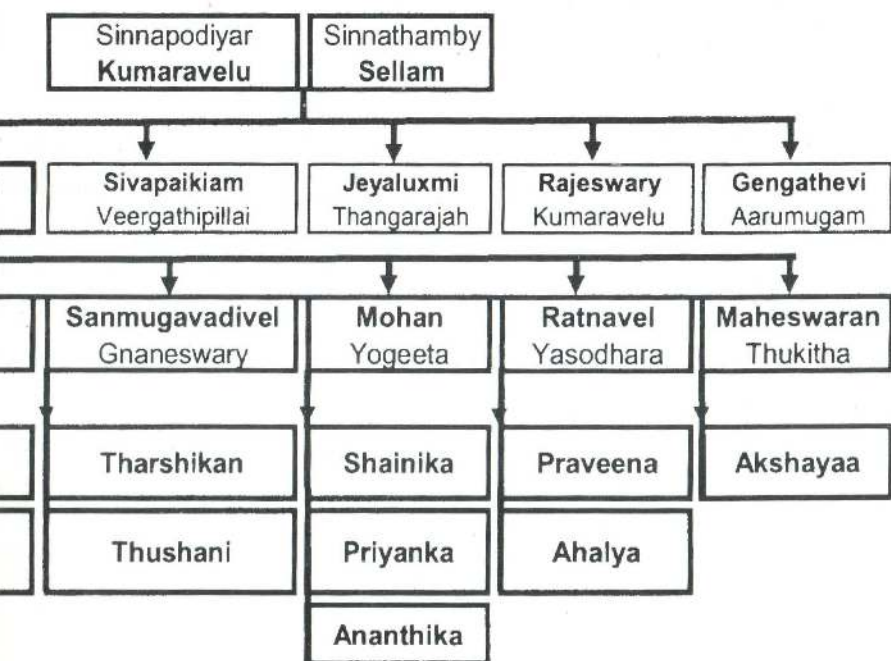 Sinnapodiyar
Kumaravelu
Sinnathamby
Sellam
Sivapaikiam
Veergathipillai
Jeyaluxmi
Thangarajah
Rajeswary
Kumaravelu
Gengathevi
Aarumugam
Sanmugavadivel
Gnaneswary
Mohan
Yogeeta
Ratnavel
Yasodhara
Maheswaran
Thukitha
Tharshikan
Shainika
Praveena
Akshayaa
Thushani
Priyanka
Ahalya
Ananthika